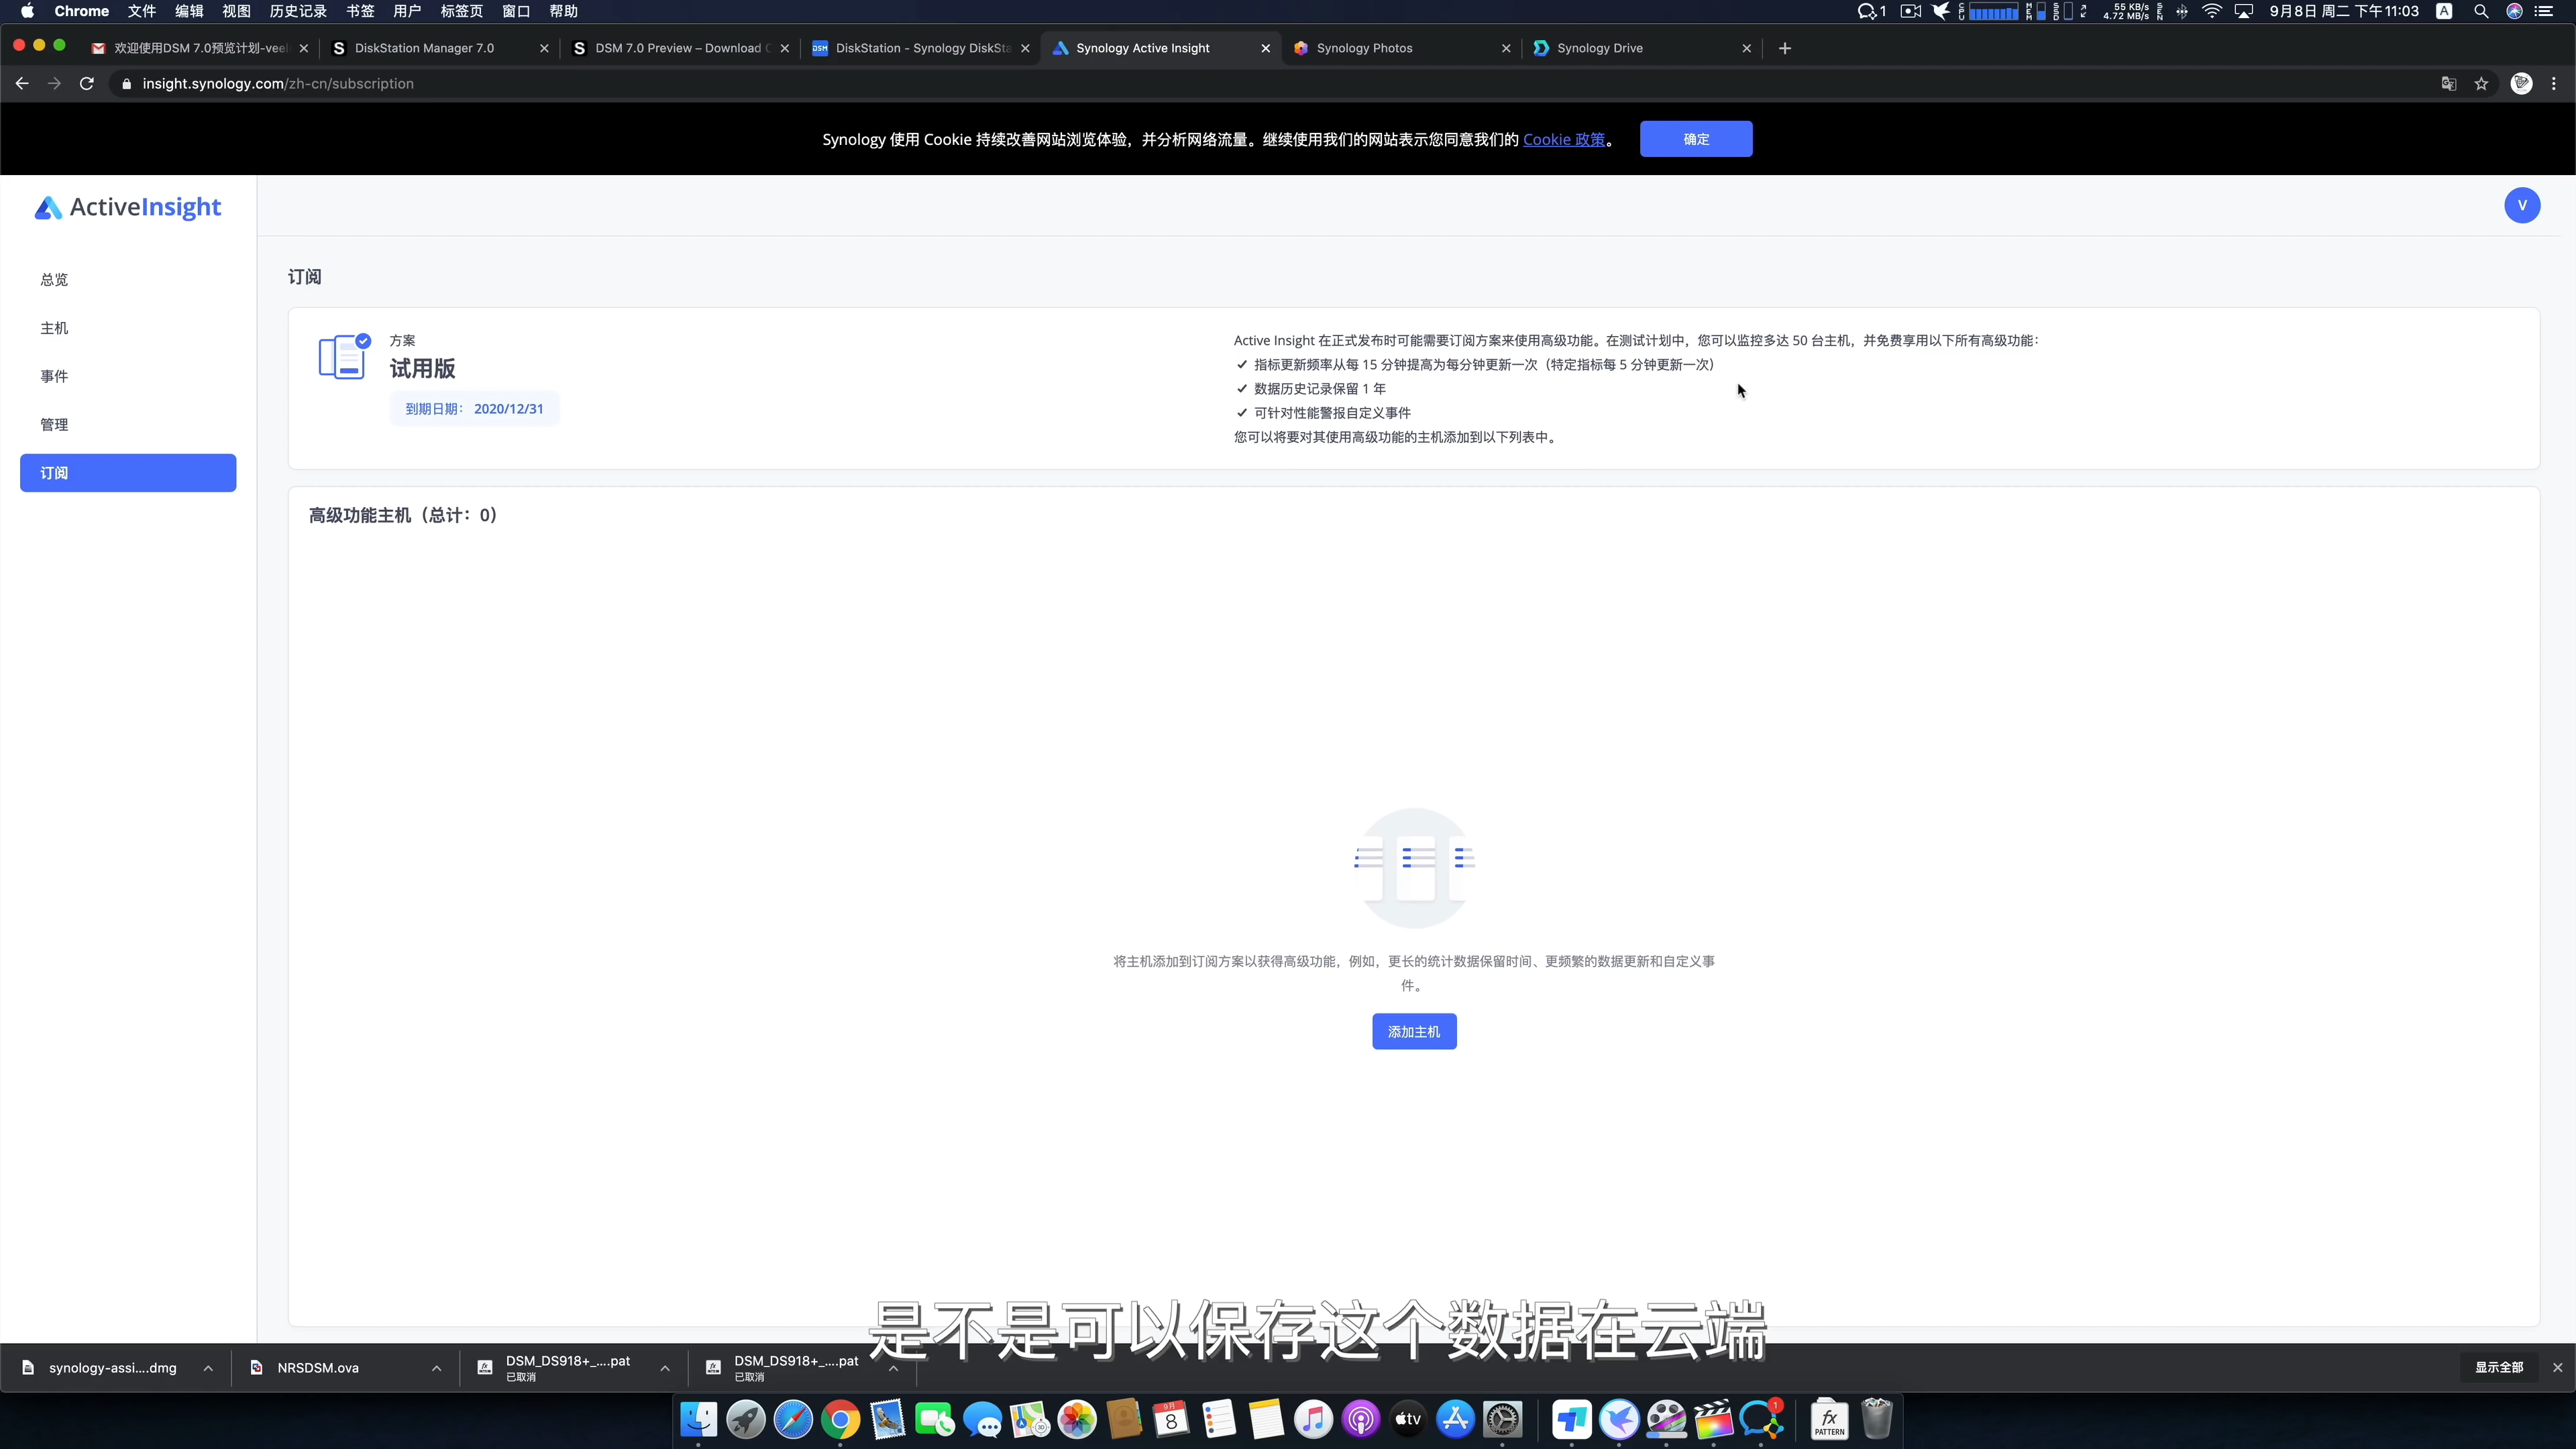 Chrome 文件 编辑 视图 历史记录 书签 用户 标签页 窗口 帮助
1 55 KB/s 4.72 MB/s 9月8日 周二 下午11:03 A
欢迎使用DSM 7.0预览计划-veel DiskStation Manager 7.0 DSM 7.0 Preview – Download C DiskStation - Synology DiskSta Synology Active Insight Synology Photos Synology Drive
insight.synology.com/zh-cn/subscription
Synology 使用 Cookie 持续改善网站浏览体验，并分析网络流量。继续使用我们的网站表示您同意我们的 Cookie 政策。 确定
ActiveInsight
V
总览
主机
事件
管理
订阅
订阅
方案
试用版
到期日期： 2020/12/31
Active Insight 在正式发布时可能需要订阅方案来使用高级功能。在测试计划中，您可以监控多达 50 台主机，并免费享用以下所有高级功能：
指标更新频率从每 15 分钟提高为每分钟更新一次（特定指标每 5 分钟更新一次）
数据历史记录保留 1 年
可针对性能警报自定义事件
您可以将要对其使用高级功能的主机添加到以下列表中。
高级功能主机（总计：0）
将主机添加到订阅方案以获得高级功能，例如，更长的统计数据保留时间、更频繁的数据更新和自定义事
件。
添加主机
是不是可以保存这个数据在云端
synology-assi....dmg
NRSDSM.ova
DSM_DS918+_....pat
已取消
DSM_DS918+_....pat
已取消
显示全部
9月
8
3D
tv
1
fx
PATTERN